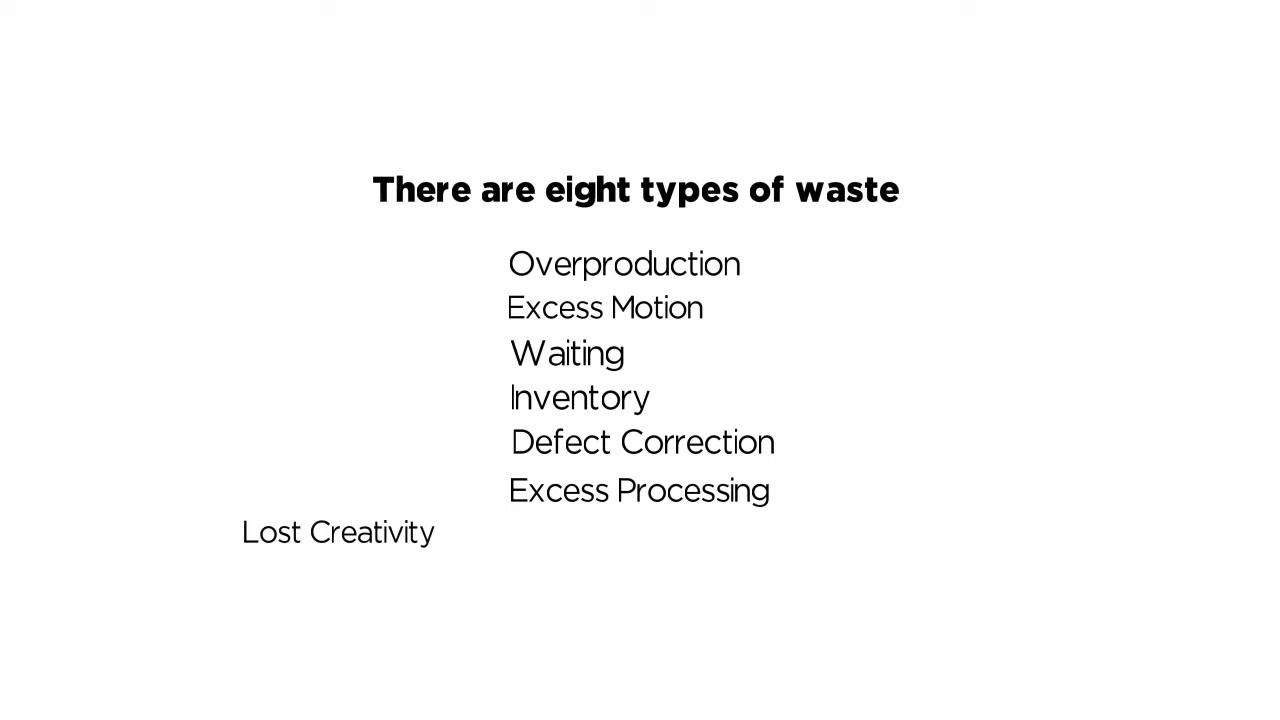 There are eight types of waste
Overproduction
Excess Motion
Waiting
Inventory
Defect Correction
Excess Processing
Lost Creativity